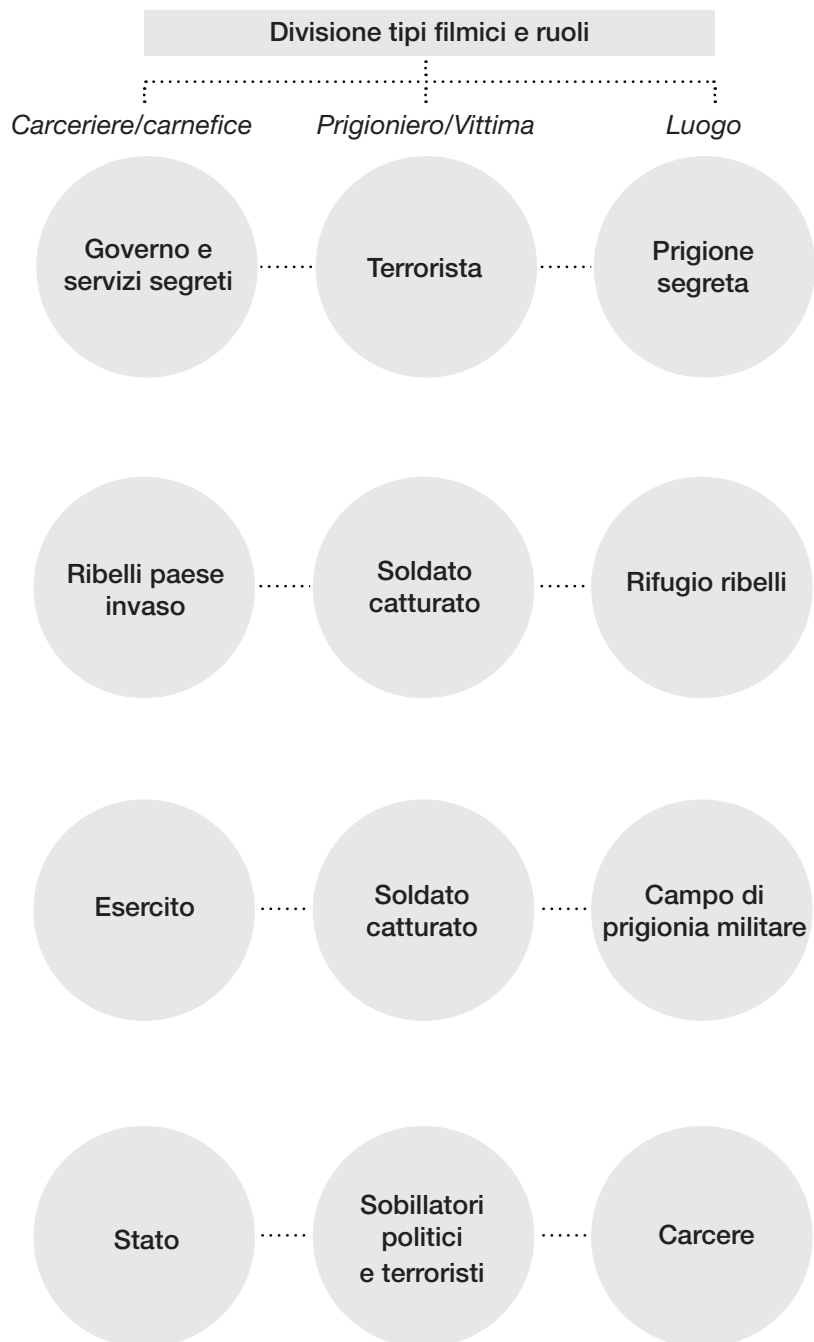 Divisione tipi filmici e ruoli
Carceriere/carnefice
Prigioniero/Vittima
Luogo
Governo e
servizi segreti
Terrorista
Prigione
segreta
Ribelli paese
invaso
Soldato
catturato
Rifugio ribelli
Esercito
Soldato
catturato
Campo di
prigionia militare
Stato
Sobillatori
politici
e terroristi
Carcere